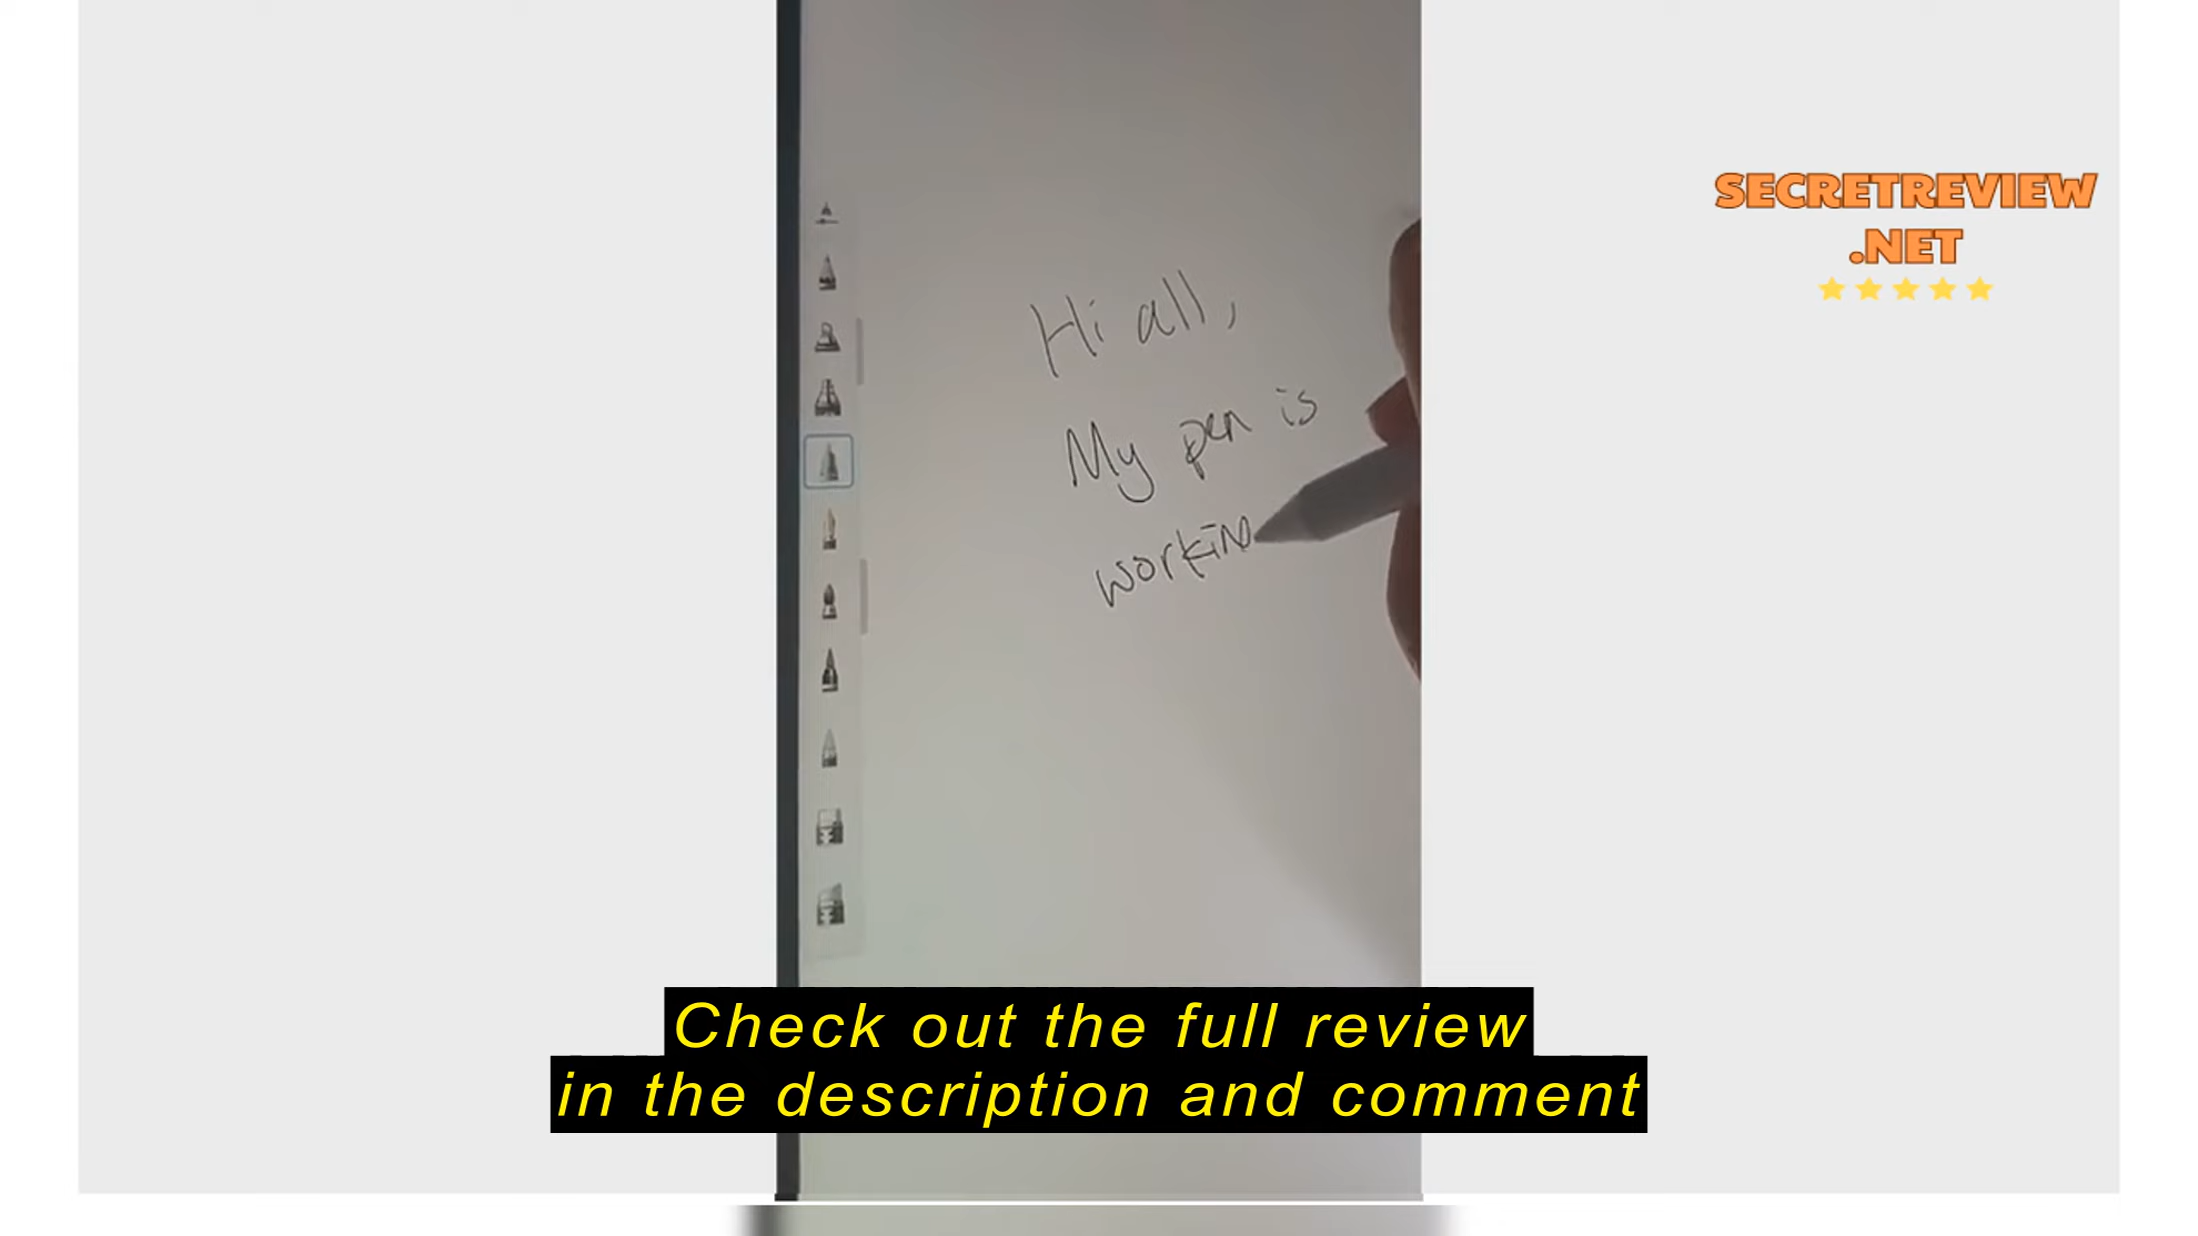 SECRETREVIEW
.NET
Hi all,
My pen is
workin
Check out the full review
in the description and comment